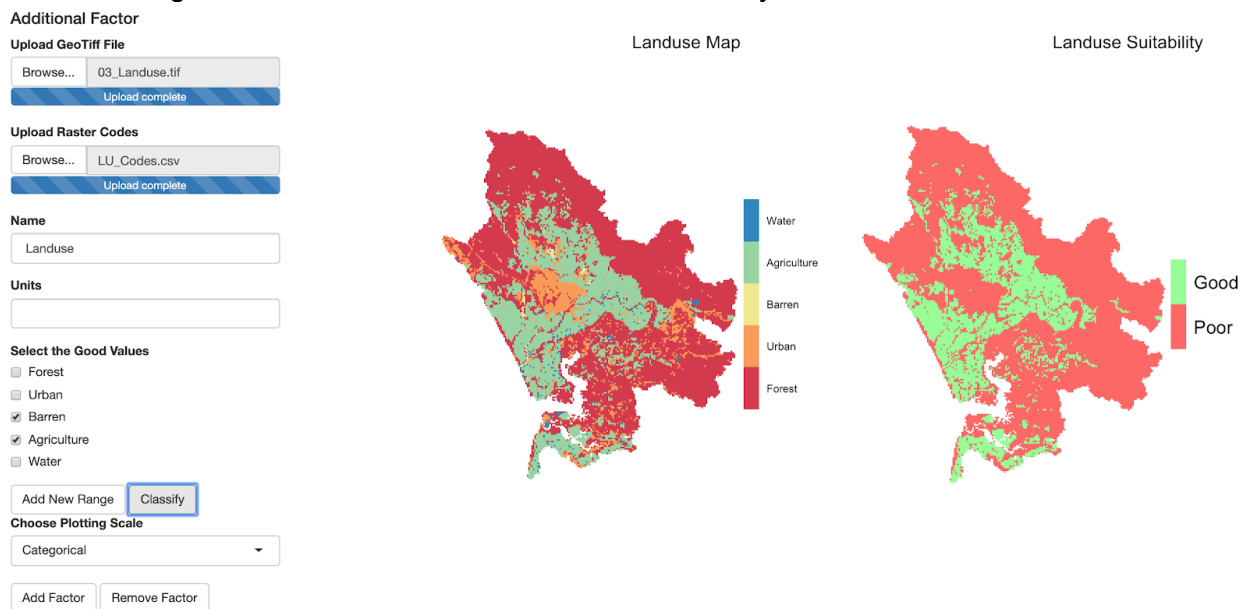 Additional Factor
Upload GeoTiff File
Browse... 03_Landuse.tif
Upload complete
Upload Raster Codes
Browse... LU_Codes.csv
Upload complete
Name
Landuse
Units
Select the Good Values
Forest
Urban
Barren
Agriculture
Water
Add New Range Classify
Choose Plotting Scale
Categorical
Add Factor Remove Factor
Landuse Map
Water
Agriculture
Barren
Urban
Forest
Landuse Suitability
Good
Poor